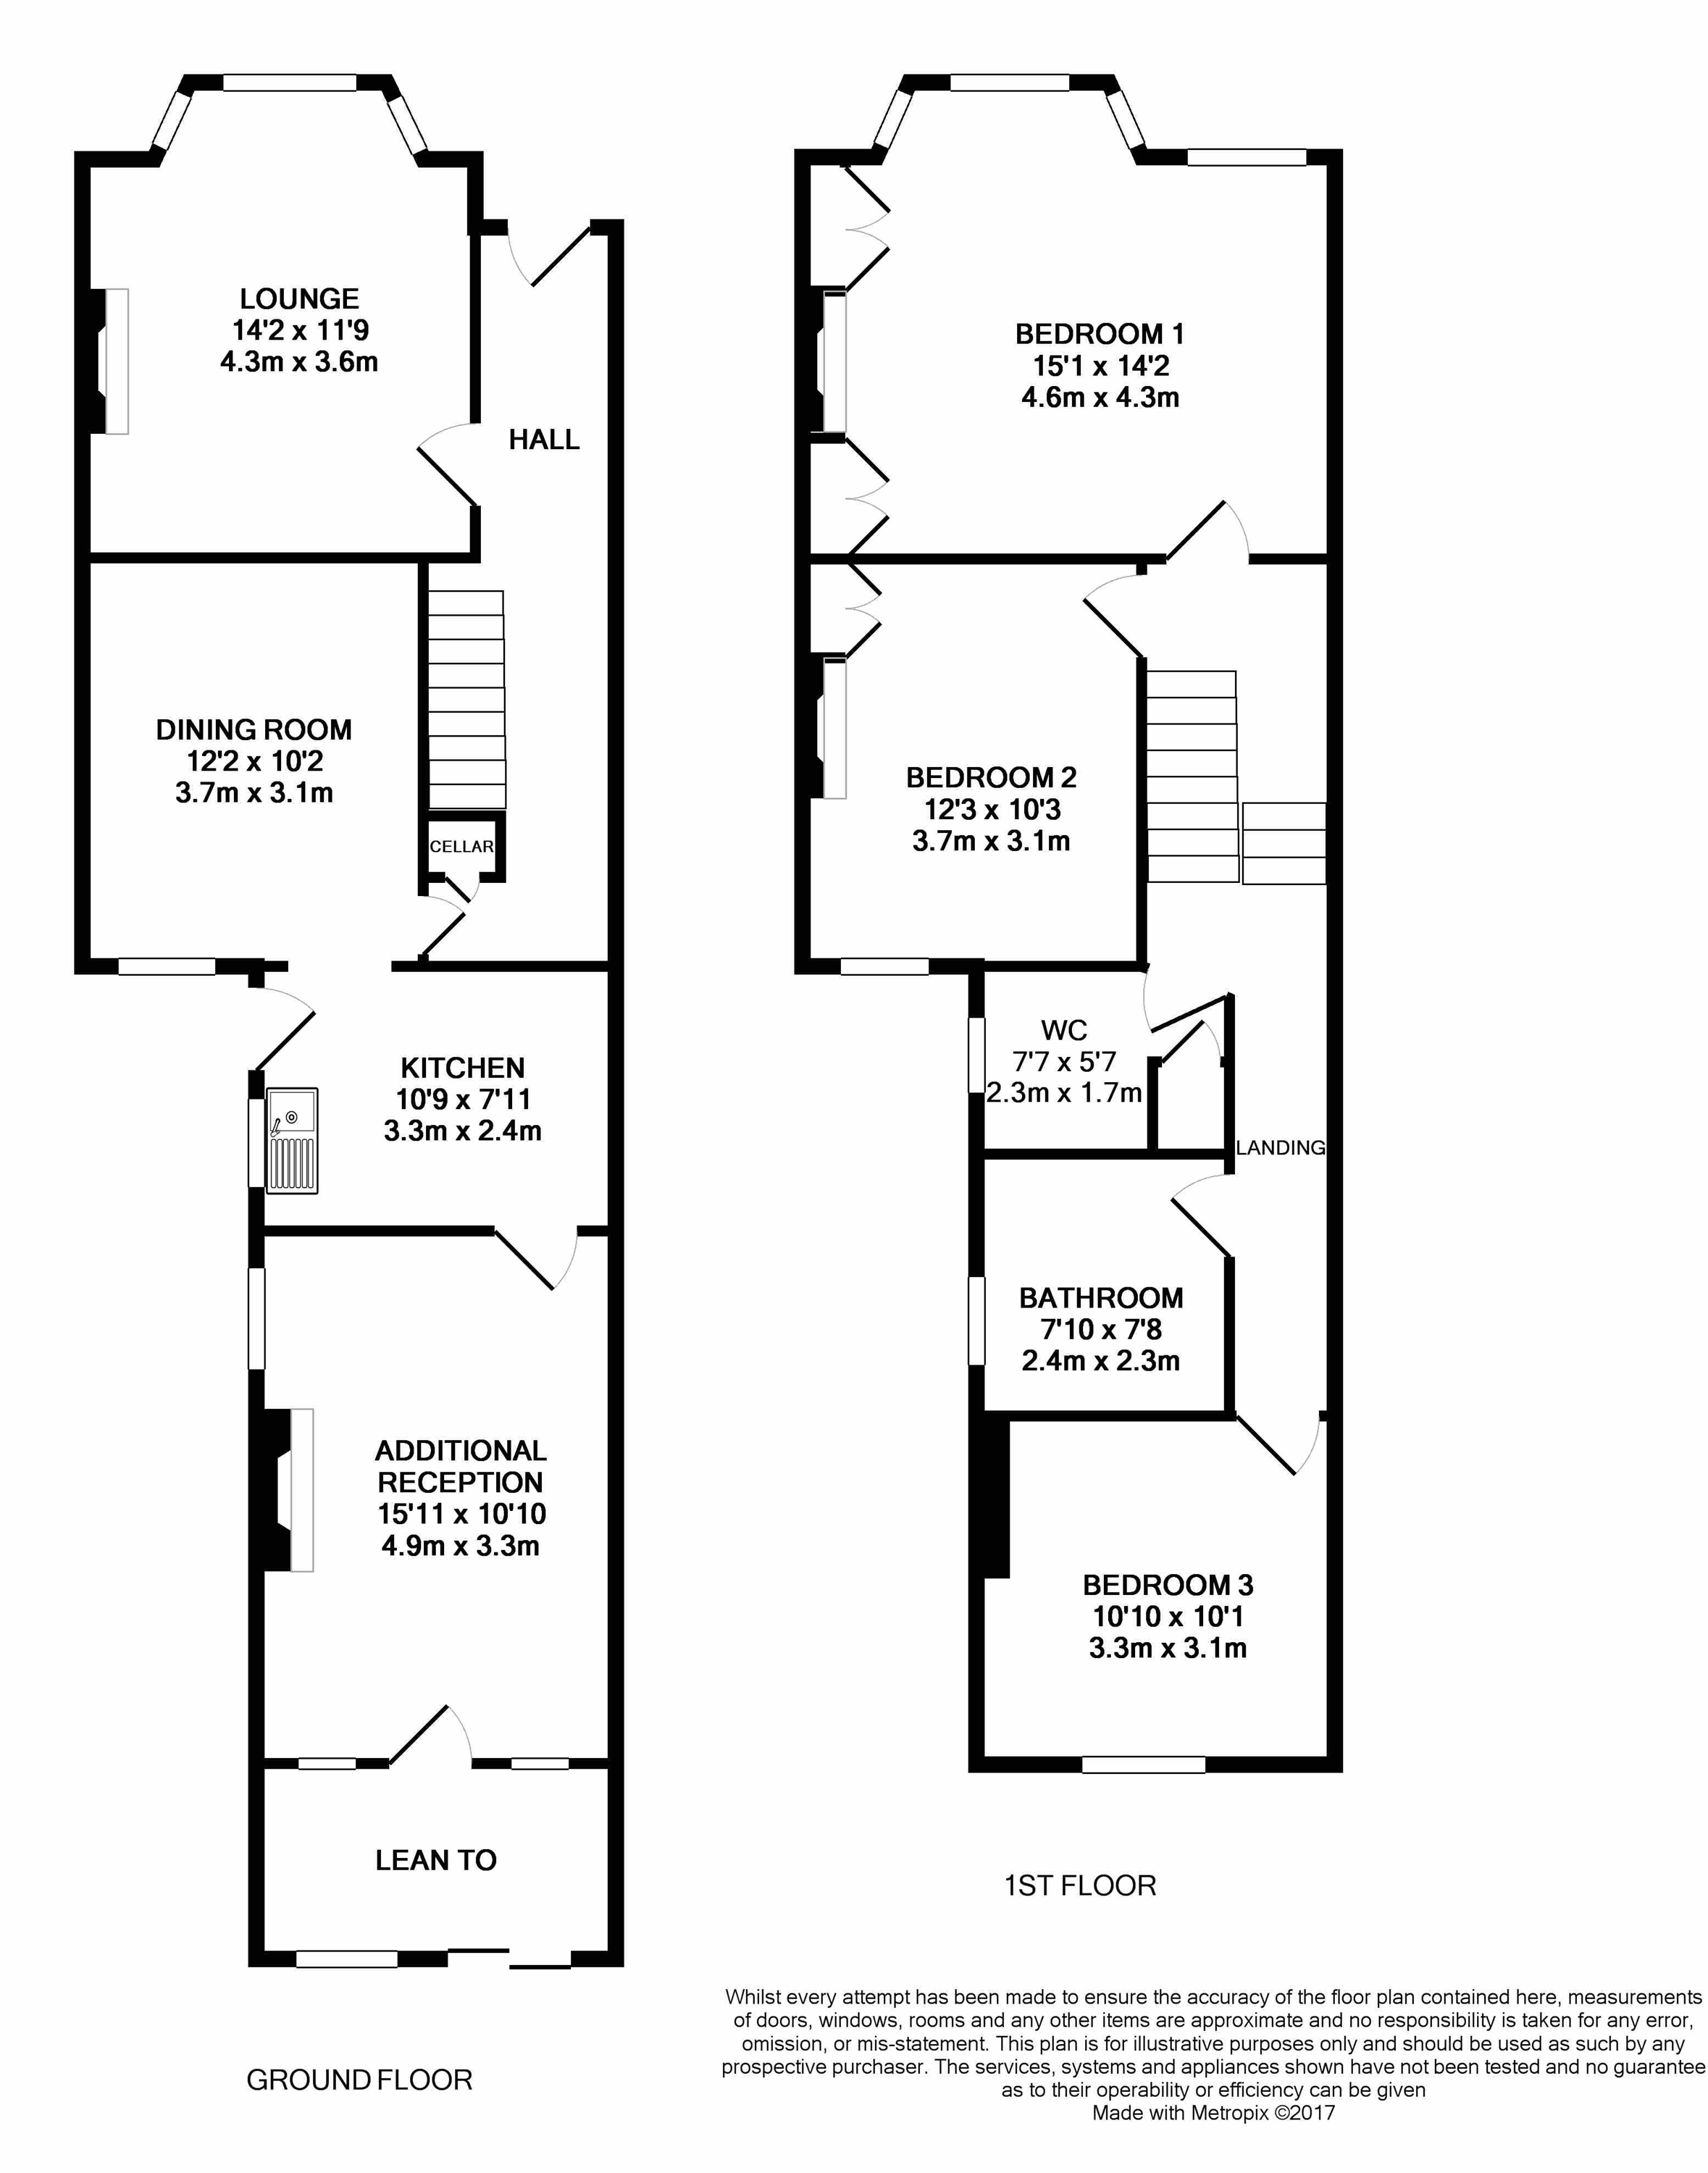 LOUNGE
14'2 x 11'9
4.3m x 3.6m
HALL
DINING ROOM
12'2 x 10'2
3.7m x 3.1m
CELLAR
KITCHEN
10'9 x 7'11
3.3m x 2.4m
ADDITIONAL
RECEPTION
15'11 x 10'10
4.9m x 3.3m
LEAN TO
GROUND FLOOR
BEDROOM 1
15'1 x 14'2
4.6m x 4.3m
BEDROOM 2
12'3 x 10'3
3.7m x 3.1m
WC
7'7 x 5'7
2.3m x 1.7m
LANDING
BATHROOM
7'10 x 7'8
2.4m x 2.3m
BEDROOM 3
10'10 x 10'1
3.3m x 3.1m
1ST FLOOR
Whilst every attempt has been made to ensure the accuracy of the floor plan contained here, measurements
of doors, windows, rooms and any other items are approximate and no responsibility is taken for any error,
omission, or mis-statement. This plan is for illustrative purposes only and should be used as such by any
prospective purchaser. The services, systems and appliances shown have not been tested and no guarantee
as to their operability or efficiency can be given
Made with Metropix ©2017